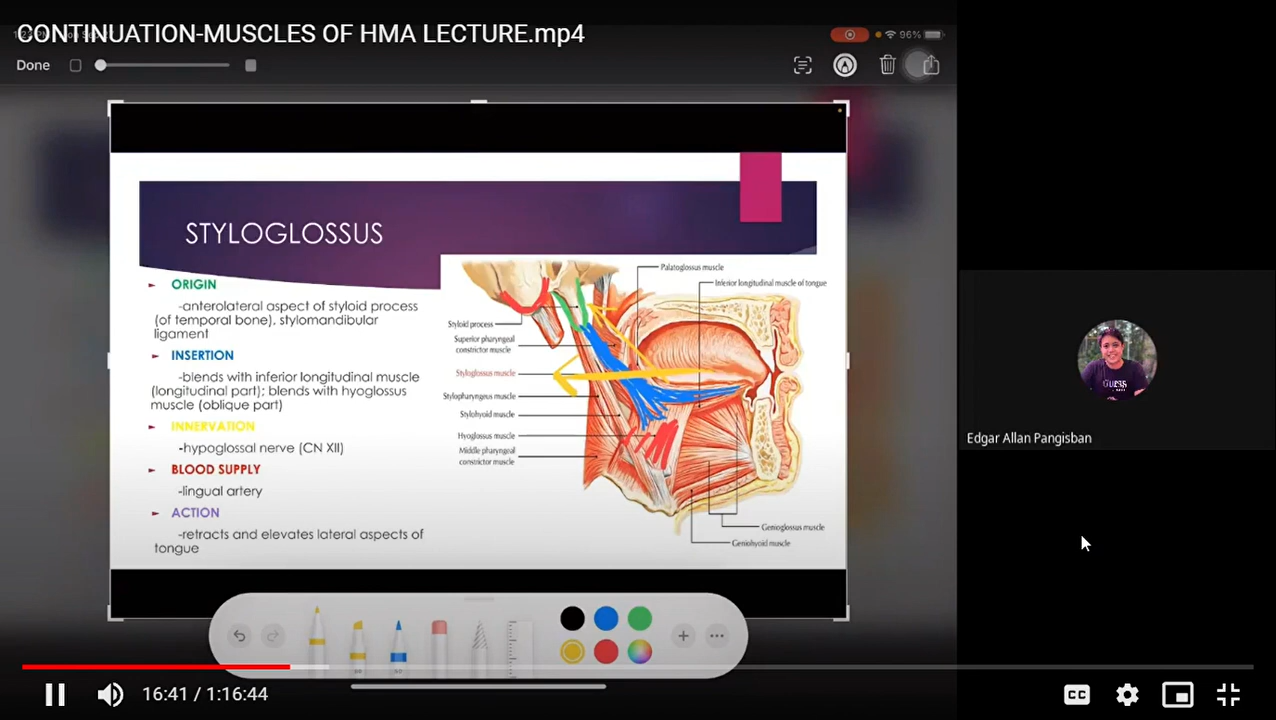 CONTINUATION-MUSCLES OF HMA LECTURE.mp4
96%
Done
STYLOGLOSSUS
ORIGIN
-anterolateral aspect of styloid process
(of temporal bone), stylomandibular
ligament
INSERTION
-blends with inferior longitudinal muscle
(longitudinal part); blends with hyoglossus
muscle (oblique part)
INNERVATION
-hypoglossal nerve (CN XII)
BLOOD SUPPLY
-lingual artery
ACTION
-retracts and elevates lateral aspects of
tongue
Palatoglossus muscle
Inferior longitudinal muscle of tongue
Styloid process
Superior pharyngeal
constrictor muscle
Styloglossus muscle
Stylopharyngeus muscle
Stylohyoid muscle
Hyoglossus muscle
Middle pharyngeal
constrictor muscle
Genioglossus muscle
Geniohyoid muscle
Edgar Allan Pangisban
16:41 / 1:16:44
CC